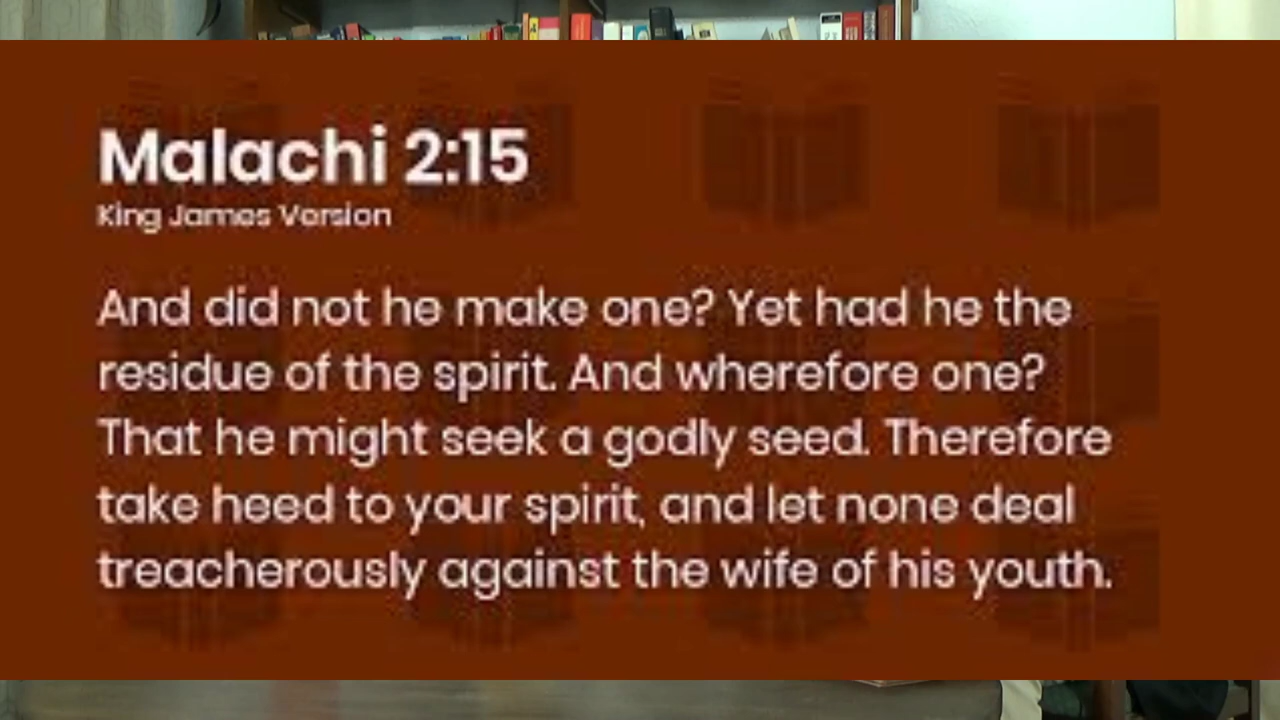 Malachi 2:15
King James Version
And did not he make one? Yet had he the
residue of the spirit. And wherefore one?
That he might seek a godly seed. Therefore
take heed to your spirit, and let none deal
treacherously against the wife of his youth.